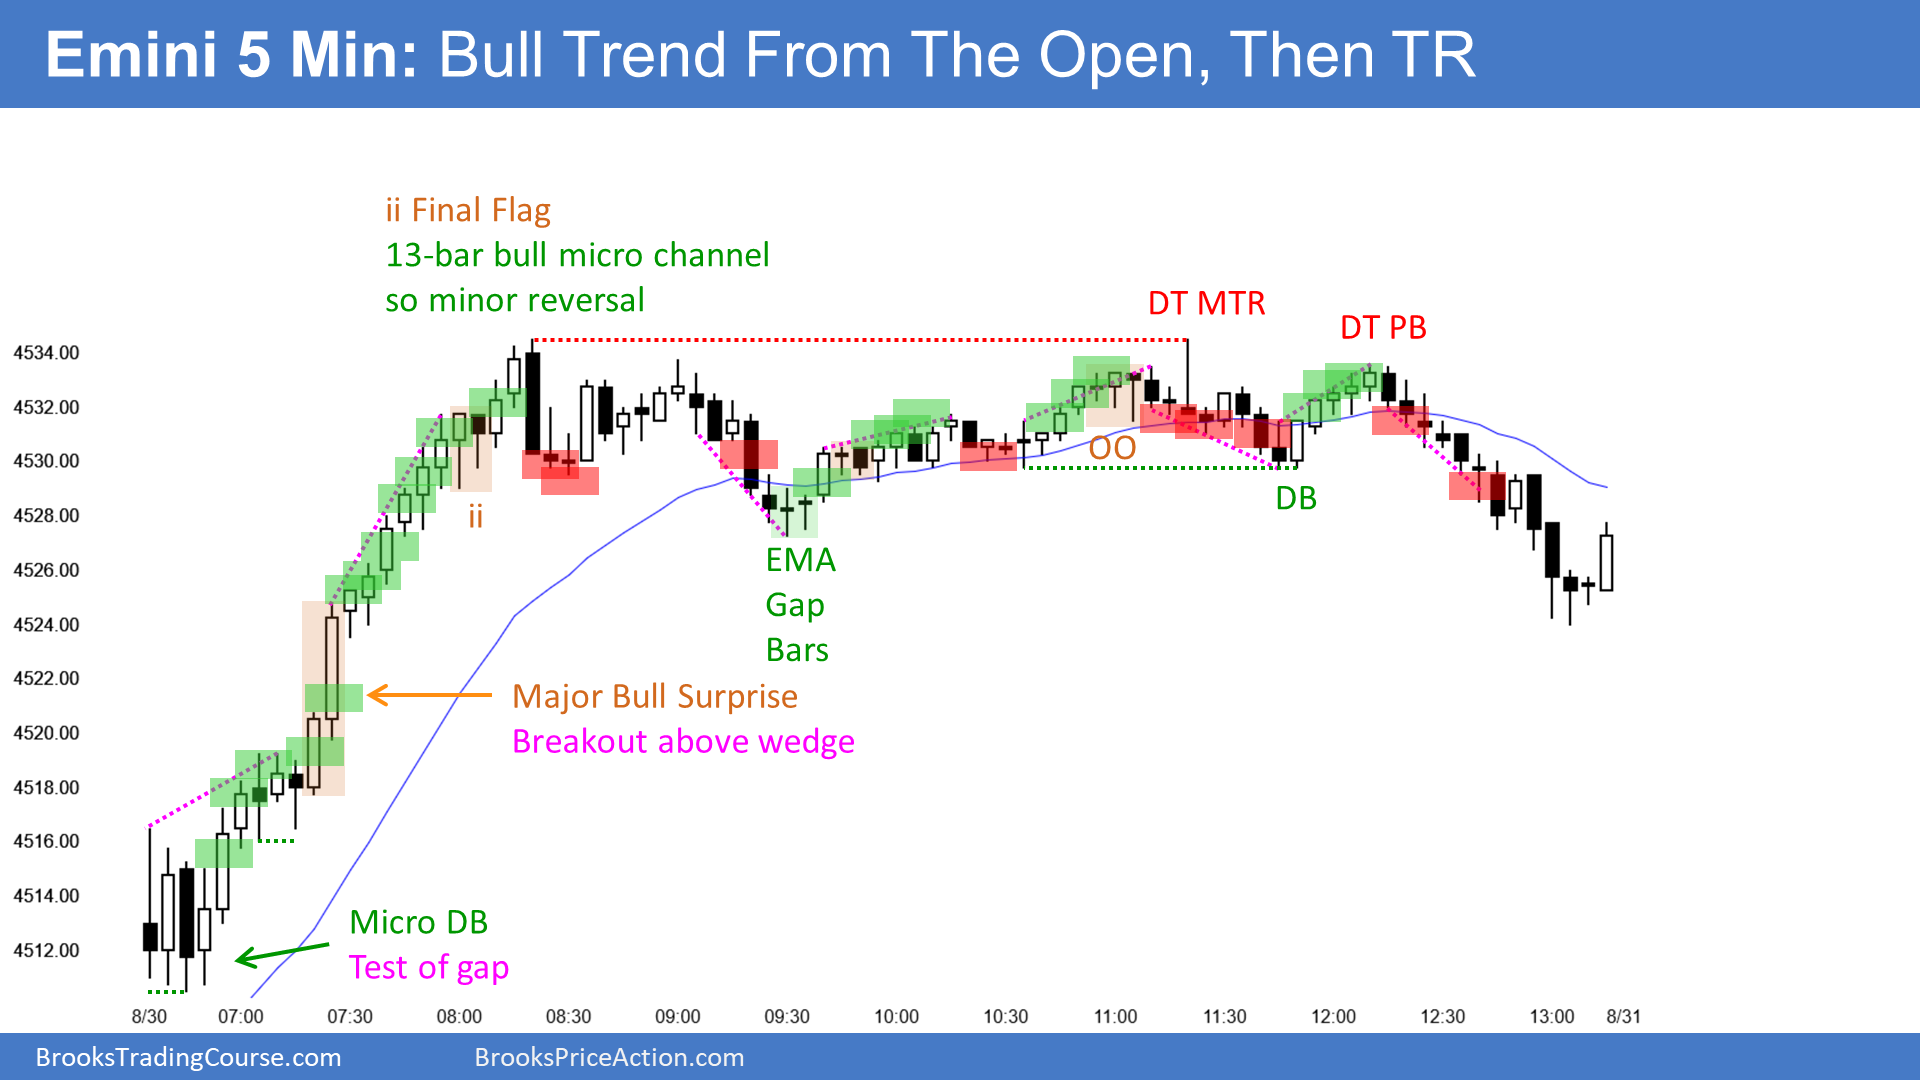 Emini 5 Min: Bull Trend From The Open, Then TR
ii Final Flag
13-bar bull micro channel
so minor reversal
DT MTR
DT PB
4534.00
4532.00
4530.00
4528.00
4526.00
4524.00
4522.00
4520.00
4518.00
4516.00
4514.00
4512.00
OO
ii
DB
EMA
Gap
Bars
Major Bull Surprise
Breakout above wedge
Micro DB
Test of gap
8/30 07:00 07:30 08:00 08:30 09:00 09:30 10:00 10:30 11:00 11:30 12:00 12:30 13:00 8/31
BrooksTradingCourse.com BrooksPriceAction.com